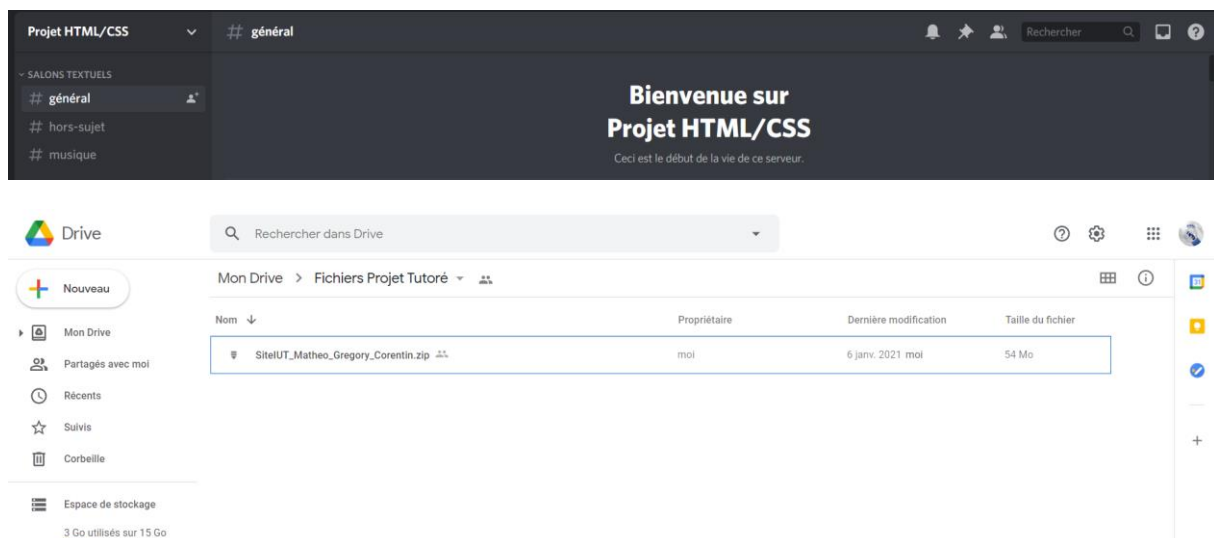 Projet HTML/CSS
# général
Rechercher
SALONS TEXTUELS
# général
# hors-sujet
# musique
Bienvenue sur
Projet HTML/CSS
Ceci est le début de la vie de ce serveur.
Drive
Rechercher dans Drive
Nouveau
Mon Drive
Partagés avec moi
Récents
Suivis
Corbeille
Espace de stockage
3 Go utilisés sur 15 Go
Mon Drive > Fichiers Projet Tutoré
Nom Propriétaire Dernière modification Taille du fichier
SiteIUT_Matheo_Gregory_Corentin.zip moi 6 janv. 2021 moi 54 Mo